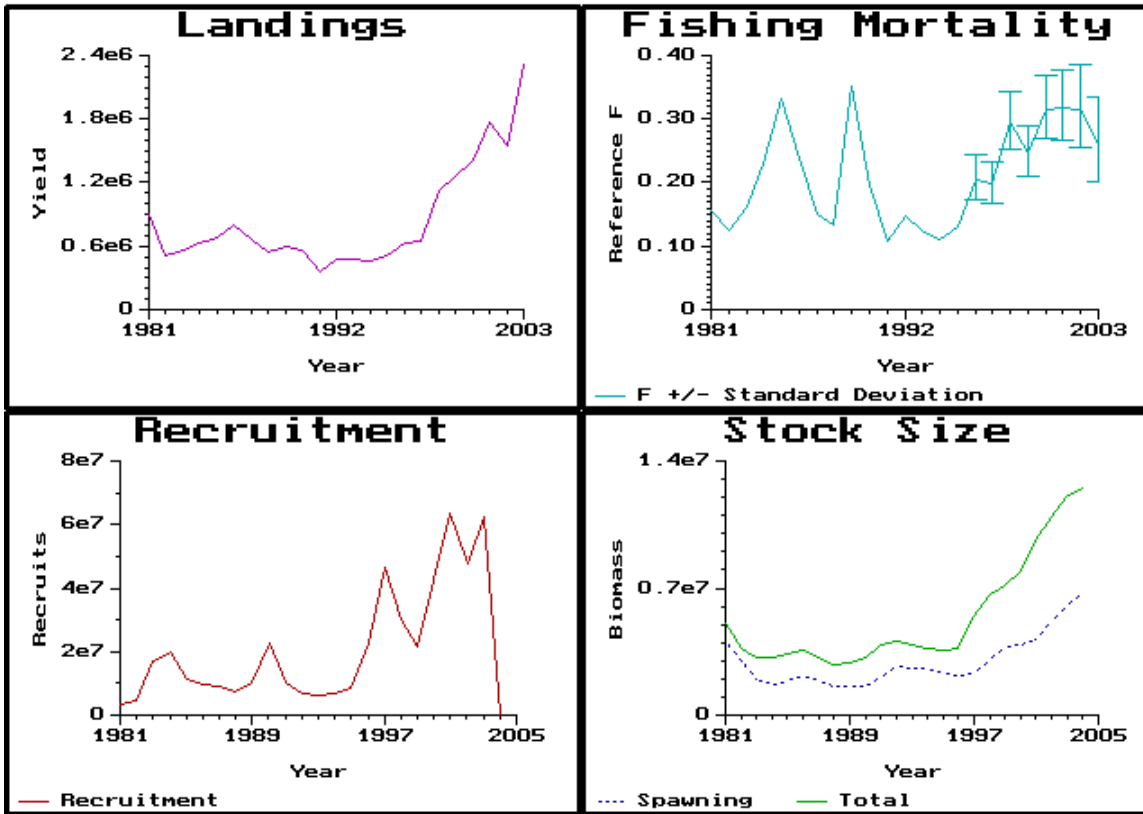 Landings
2.4e6
1.8e6
1.2e6
0.6e6
0
Yield
1981 1992 2003
Year
Fishing Mortality
0.40
0.30
0.20
0.10
0
Reference F
1981 1992 2003
Year
F +/- Standard Deviation
Recruitment
8e7
6e7
4e7
2e7
0
Recruits
1981 1989 1997 2005
Year
Recruitment
Stock Size
1.4e7
0.7e7
0
Biomass
1981 1989 1997 2005
Year
Spawning Total